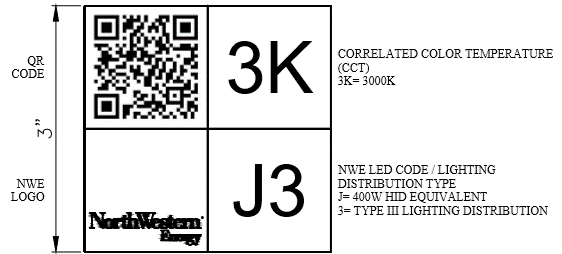 QR
CODE
3"
NWE
LOGO
3K
J3
NorthWestern
Energy
CORRELATED COLOR TEMPERATURE
(CCT)
3K= 3000K
NWE LED CODE / LIGHTING
DISTRIBUTION TYPE
J= 400W HID EQUIVALENT
3= TYPE III LIGHTING DISTRIBUTION